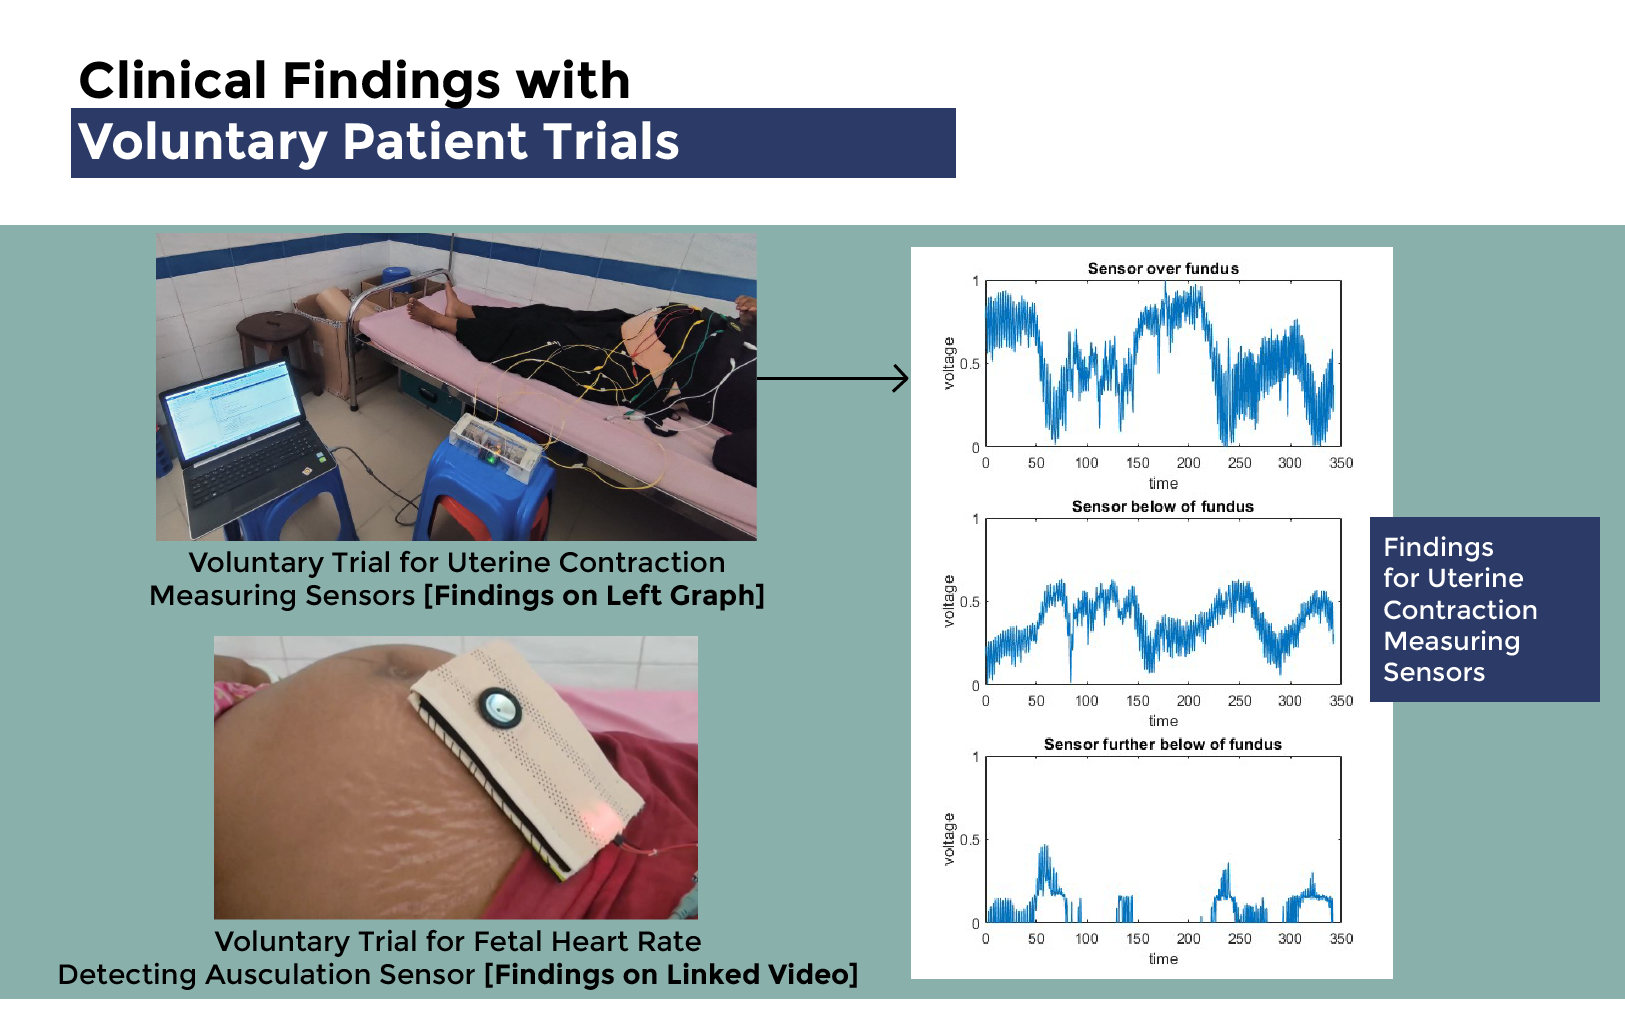 Clinical Findings with
Voluntary Patient Trials
Voluntary Trial for Uterine Contraction
Measuring Sensors [Findings on Left Graph]
Voluntary Trial for Fetal Heart Rate
Detecting Ausculation Sensor [Findings on Linked Video]
Sensor over fundus
1
0.5
0
voltage
0 50 100 150 200 250 300 350
time
Sensor below of fundus
1
0.5
0
voltage
0 50 100 150 200 250 300 350
time
Sensor further below of fundus
1
0.5
0
voltage
0 50 100 150 200 250 300 350
time
Findings
for Uterine
Contraction
Measuring
Sensors